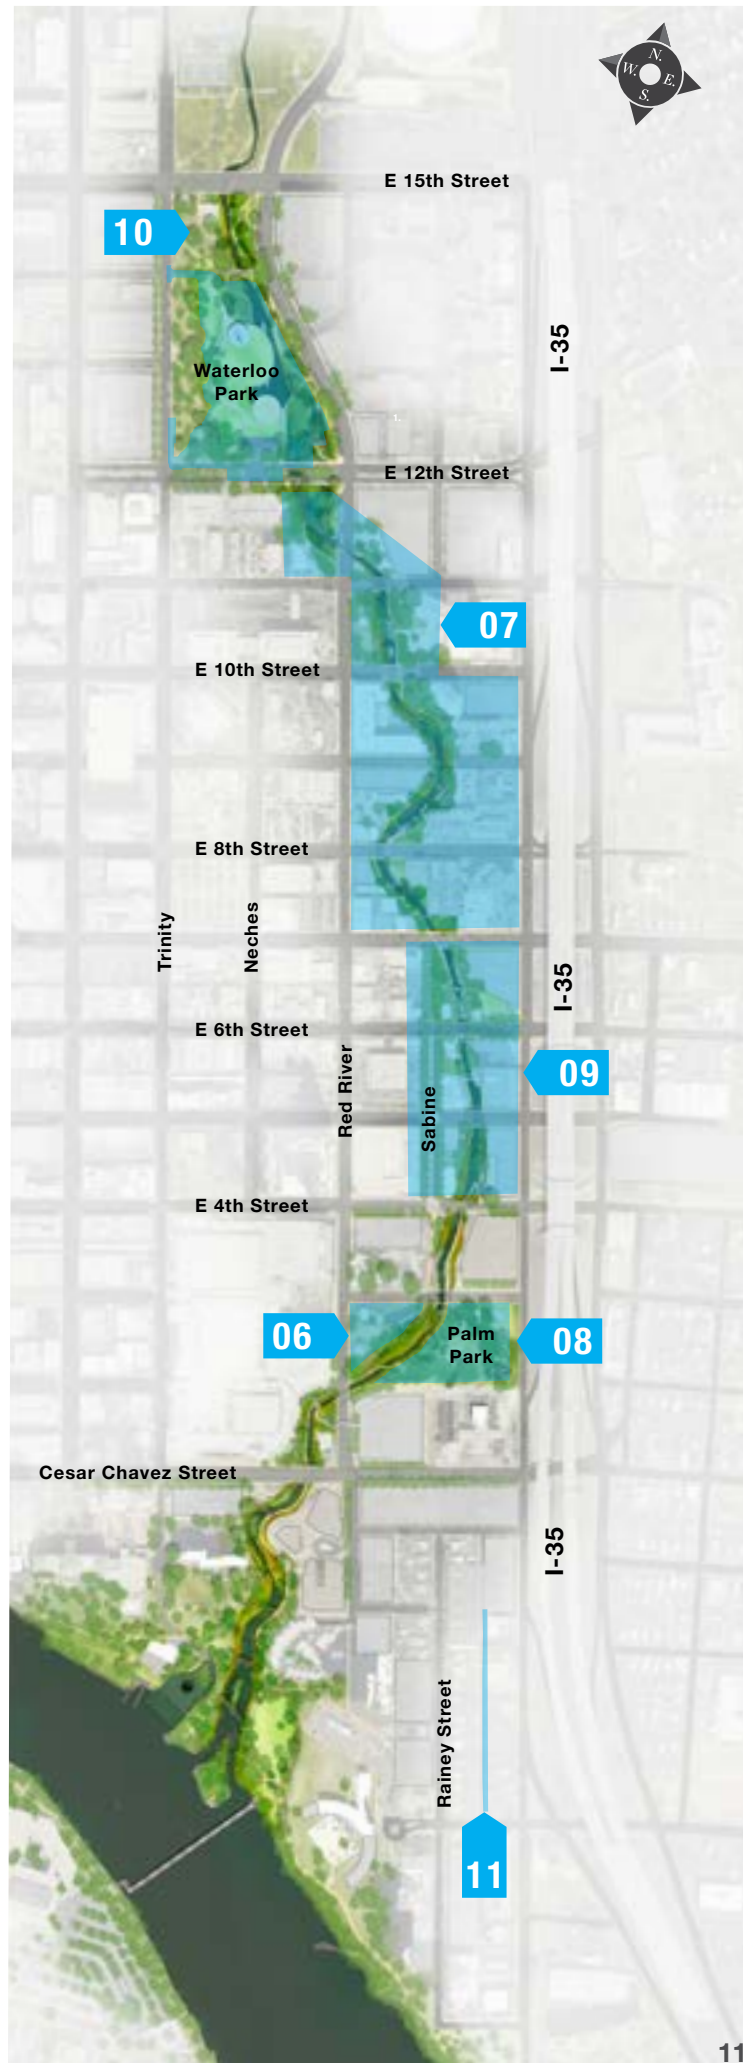 N.
W.
E.
S.
E 15th Street
10
I-35
Waterloo
Park
1.
E 12th Street
07
E 10th Street
E 8th Street
Trinity
Neches
I-35
E 6th Street
Red River
09
Sabine
E 4th Street
06
Palm
Park
08
Cesar Chavez Street
I-35
Rainey Street
11
11